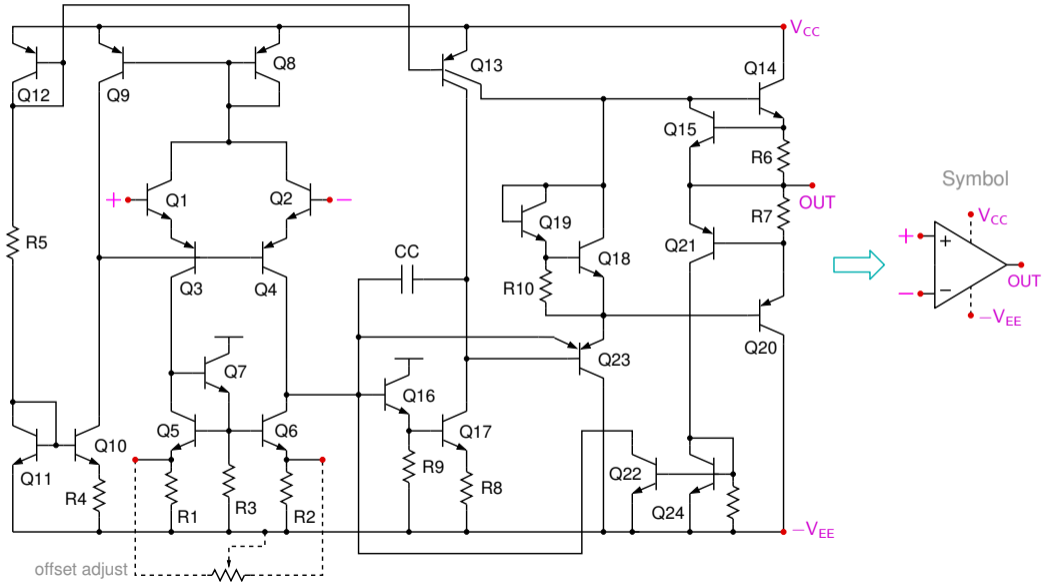 VCC
Q12
Q9
Q8
Q13
Q14
Q15
R6
+
Q1
Q2
−
OUT
R7
Symbol
VCC
+
+
OUT
−
−
−VEE
R5
Q19
Q21
Q3
Q4
CC
Q18
R10
Q20
Q7
Q23
Q16
Q5
Q6
Q17
Q11
Q10
R4
R9
R8
Q22
Q24
R1
R3
R2
−VEE
offset adjust